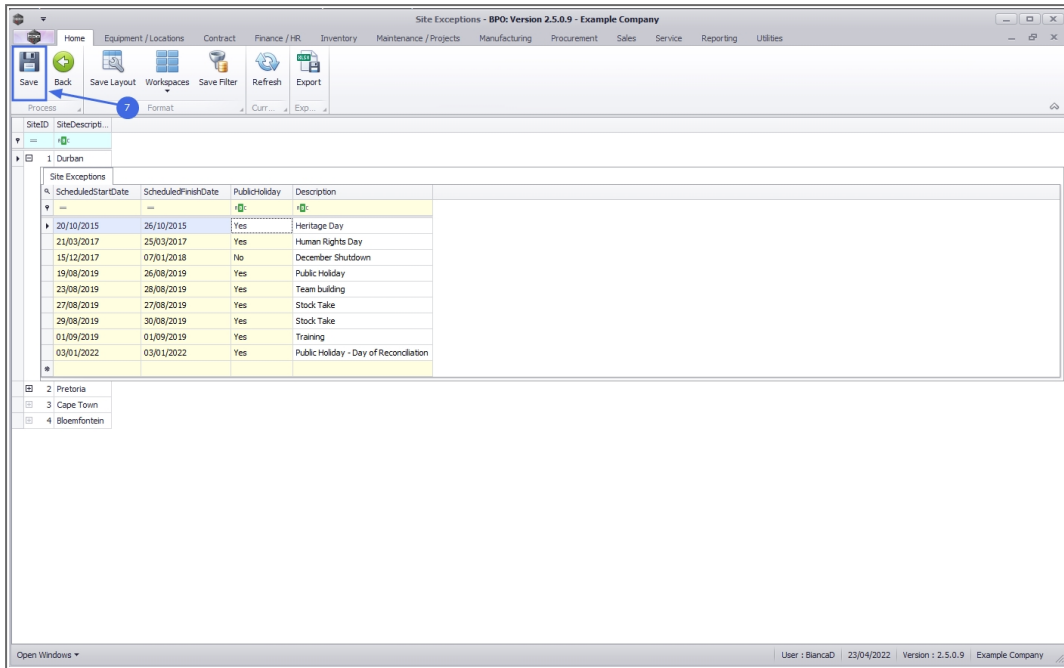 Site Exceptions - BPO: Version 2.5.0.9 - Example Company
Home Equipment / Locations Contract Finance / HR Inventory Maintenance / Projects Manufacturing Procurement Sales Service Reporting Utilities
Save Back Save Layout Workspaces Save Filter Refresh Export
Process 7 Format Curr... Exp...
SiteID SiteDescripti...
1 Durban
Site Exceptions
ScheduledStartDate ScheduledFinishDate PublicHoliday Description
20/10/2015 26/10/2015 Yes Heritage Day
21/03/2017 25/03/2017 Yes Human Rights Day
15/12/2017 07/01/2018 No December Shutdown
19/08/2019 26/08/2019 Yes Public Holiday
23/08/2019 28/08/2019 Yes Team building
27/08/2019 27/08/2019 Yes Stock Take
29/08/2019 30/08/2019 Yes Stock Take
01/09/2019 01/09/2019 Yes Training
03/01/2022 03/01/2022 Yes Public Holiday - Day of Reconciliation
2 Pretoria
3 Cape Town
4 Bloemfontein
Open Windows User : BiancaD 23/04/2022 Version : 2.5.0.9 Example Company